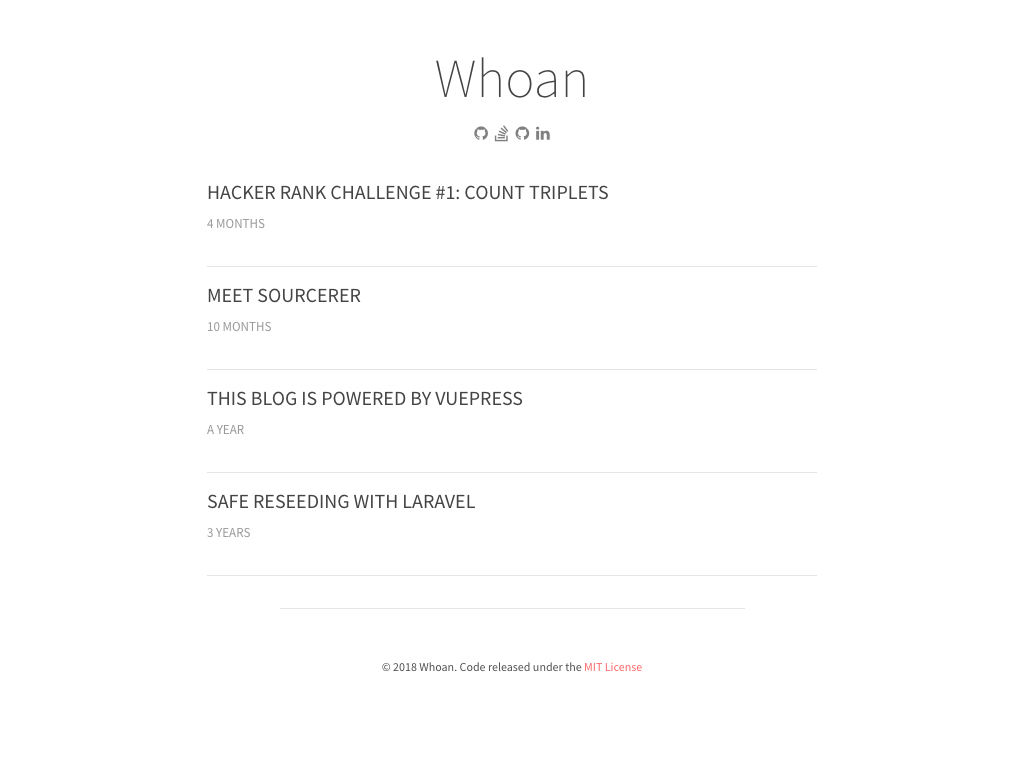 Whoan
HACKER RANK CHALLENGE #1: COUNT TRIPLETS
4 MONTHS
MEET SOURCERER
10 MONTHS
THIS BLOG IS POWERED BY VUEPRESS
A YEAR
SAFE RESEEDING WITH LARAVEL
3 YEARS
© 2018 Whoan. Code released under the MIT License